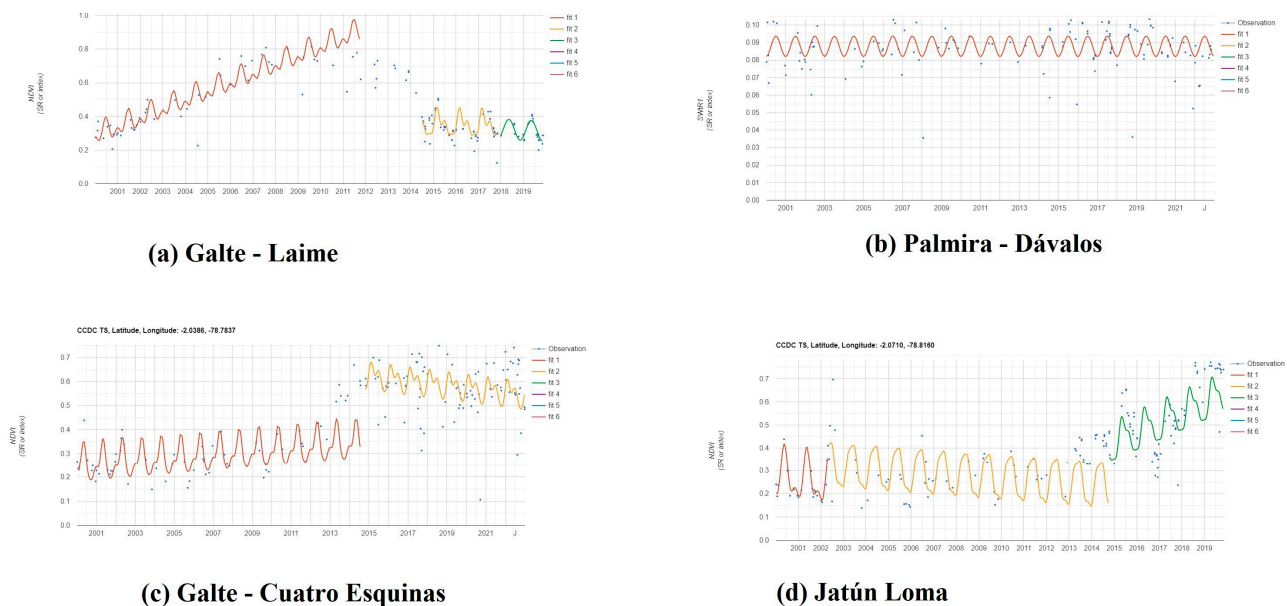 1.0
0.8
0.6
0.4
0.2
0.0
NDVI
(SR or index)
2001 2002 2003 2004 2005 2006 2007 2008 2009 2010 2011 2012 2013 2014 2015 2016 2017 2018 2019
fit 1
fit 2
fit 3
fit 4
fit 5
fit 6
(a) Galte - Laime
0.10
0.09
0.08
0.07
0.06
0.05
0.04
0.03
0.02
0.01
0.00
SWIR1
(SR or index)
2001 2003 2005 2007 2009 2011 2013 2015 2017 2019 2021 J
Observation
fit 1
fit 2
fit 3
fit 4
fit 5
fit 6
(b) Palmira - Dávalos
CCDC TS, Latitude, Longitude: -2.0386, -78.7837
0.7
0.6
0.5
0.4
0.3
0.2
0.1
0.0
NDVI
(SR or index)
2001 2003 2005 2007 2009 2011 2013 2015 2017 2019 2021 J
Observation
fit 1
fit 2
fit 3
fit 4
fit 5
fit 6
(c) Galte - Cuatro Esquinas
CCDC TS, Latitude, Longitude: -2.0710, -78.8160
0.7
0.6
0.5
0.4
0.3
0.2
0.1
0.0
NDVI
(SR or index)
2001 2002 2003 2004 2005 2006 2007 2008 2009 2010 2011 2012 2013 2014 2015 2016 2017 2018 2019
Observation
fit 1
fit 2
fit 3
fit 4
fit 5
fit 6
(d) Jatún Loma